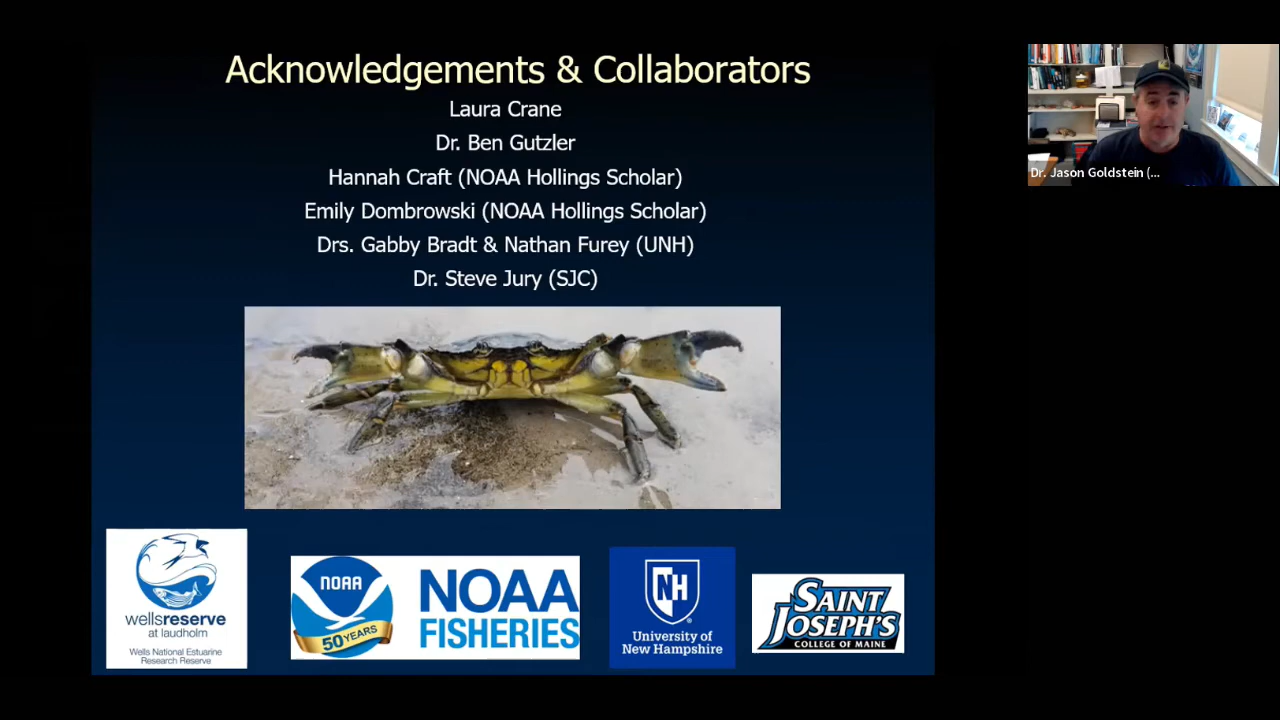 Acknowledgements & Collaborators
Laura Crane
Dr. Ben Gutzler
Hannah Craft (NOAA Hollings Scholar)
Emily Dombrowski (NOAA Hollings Scholar)
Drs. Gabby Bradt & Nathan Furey (UNH)
Dr. Steve Jury (SJC)
Dr. Jason Goldstein (...
wellsreserve
at laudholm
Wells National Estuarine
Research Reserve
NOAA
50 YEARS
NOAA
FISHERIES
NH
University of
New Hampshire
SAINT
JOSEPH'S
COLLEGE OF MAINE